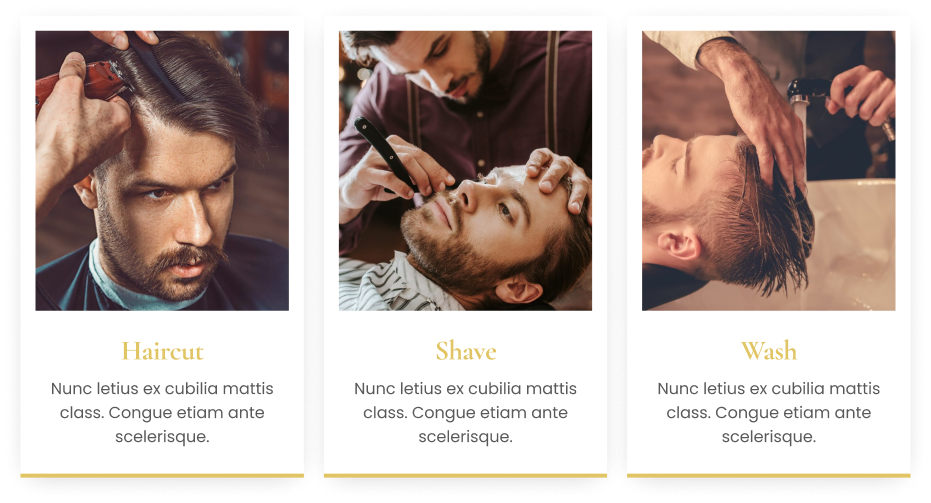 Haircut
Nunc letius ex cubilia mattis
class. Congue etiam ante
scelerisque.
Shave
Nunc letius ex cubilia mattis
class. Congue etiam ante
scelerisque.
Wash
Nunc letius ex cubilia mattis
class. Congue etiam ante
scelerisque.